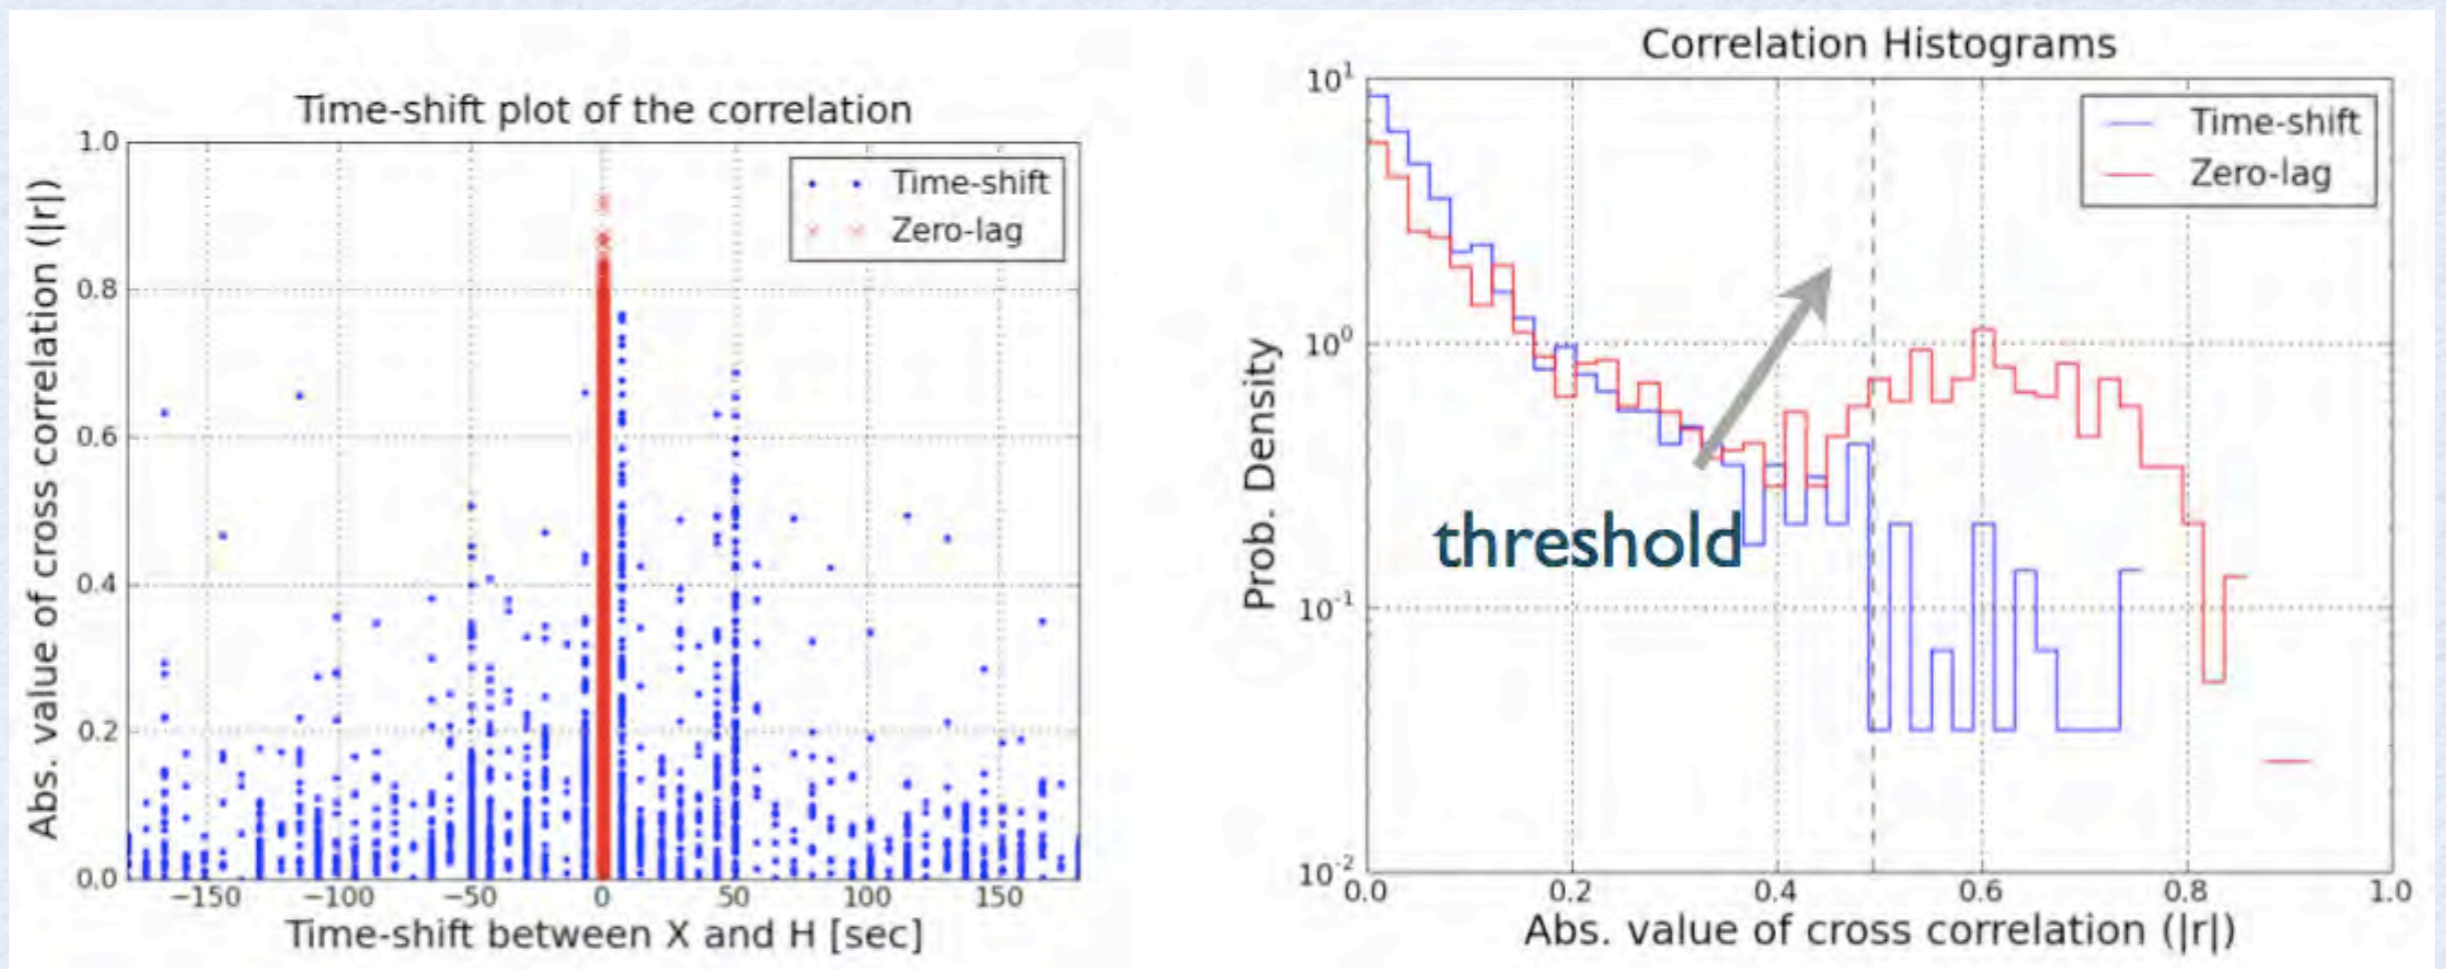 Time-shift plot of the correlation
Abs. value of cross correlation (|r|)
1.0
0.8
0.6
0.4
0.2
0.0
Time-shift
Zero-lag
−150
−100
−50
0
50
100
150
Time-shift between X and H [sec]
Correlation Histograms
Prob. Density
10¹
10⁰
10⁻¹
10⁻²
Time-shift
Zero-lag
threshold
0.0
0.2
0.4
0.6
0.8
1.0
Abs. value of cross correlation (|r|)